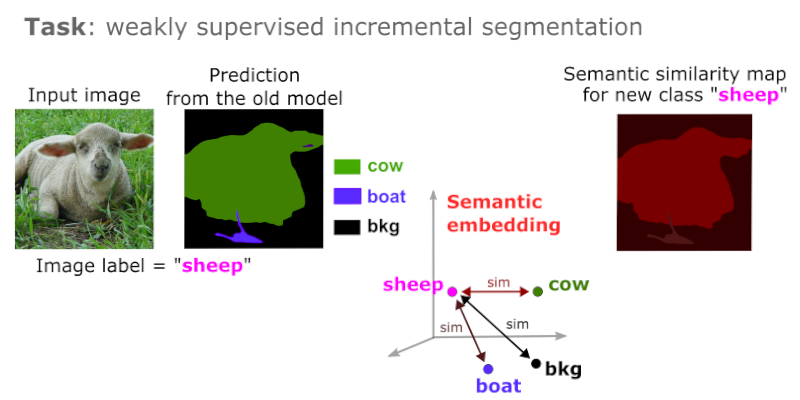 Task: weakly supervised incremental segmentation
Input image
Prediction
from the old model
Semantic similarity map
for new class "sheep"
cow
boat
bkg
Image label = "sheep"
Semantic
embedding
sheep
sim
cow
sim
sim
boat
bkg